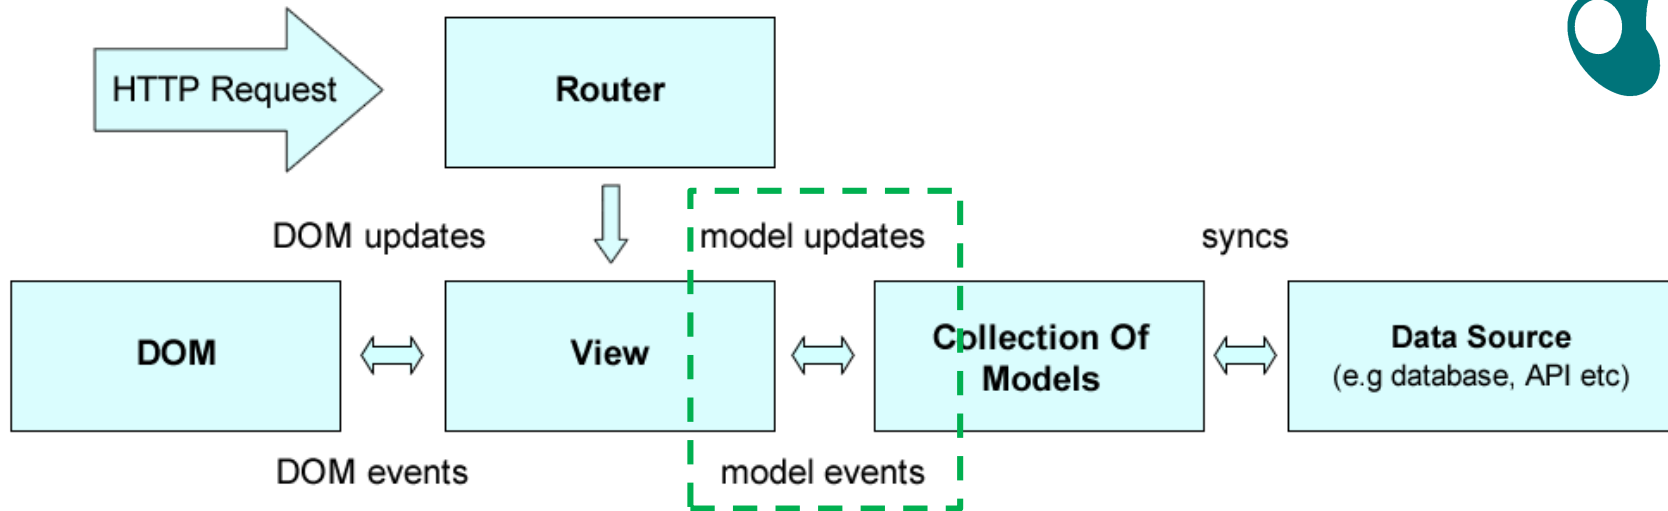 HTTP Request
Router
DOM updates
model updates
syncs
DOM
View
Collection Of
Models
Data Source
(e.g database, API etc)
DOM events
model events